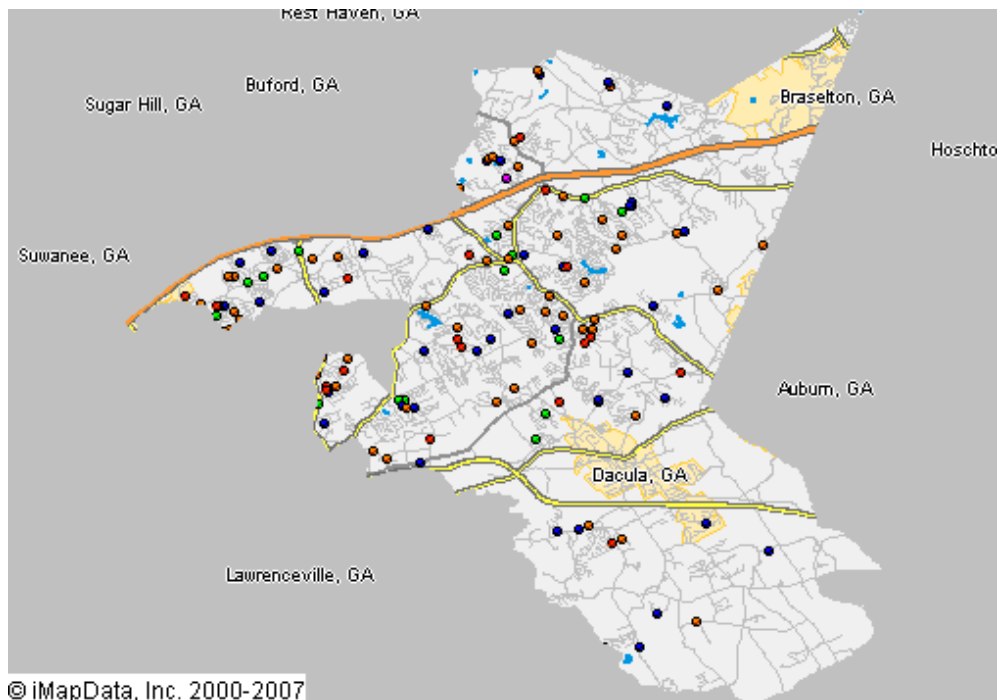 Rest Haven, GA
Buford, GA
Sugar Hill, GA
Braselton, GA
Hoschto
Suwanee, GA
Auburn, GA
Dacula, GA
Lawrenceville, GA
© iMapData, Inc. 2000-2007